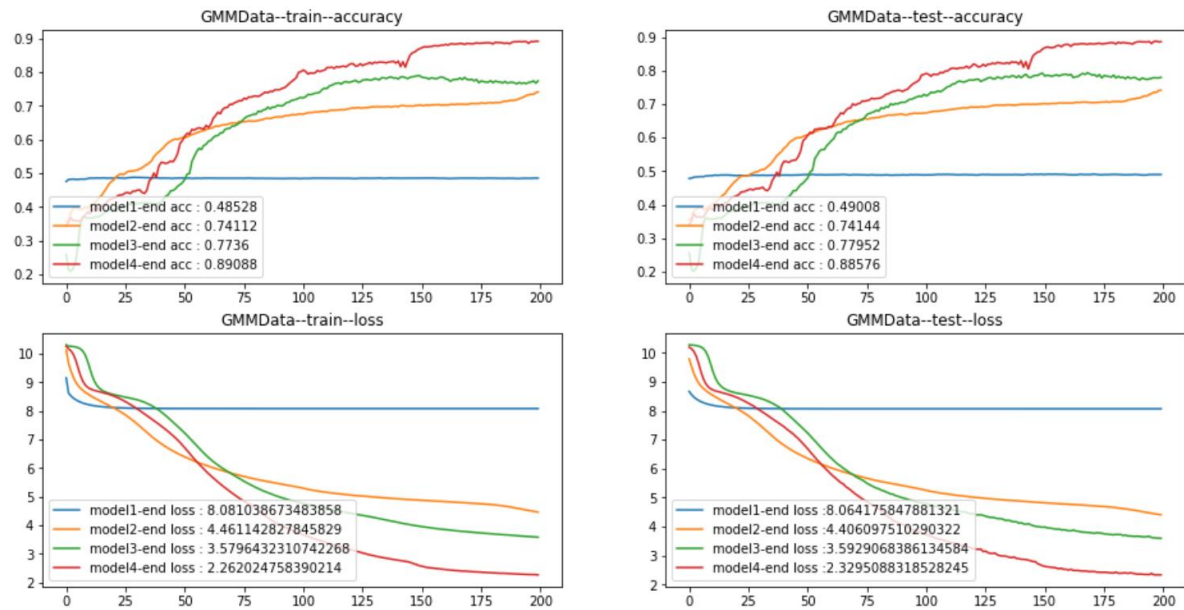 GMMData--train--accuracy
0.9
0.8
0.7
0.6
0.5
0.4
0.3
0.2
model1-end acc : 0.48528
model2-end acc : 0.74112
model3-end acc : 0.7736
model4-end acc : 0.89088
0 25 50 75 100 125 150 175 200
GMMData--test--accuracy
0.9
0.8
0.7
0.6
0.5
0.4
0.3
0.2
model1-end acc : 0.49008
model2-end acc : 0.74144
model3-end acc : 0.77952
model4-end acc : 0.88576
0 25 50 75 100 125 150 175 200
GMMData--train--loss
10
9
8
7
6
5
4
3
2
model1-end loss : 8.081038673483858
model2-end loss : 4.461142827845829
model3-end loss : 3.5796432310742268
model4-end loss : 2.262024758390214
0 25 50 75 100 125 150 175 200
GMMData--test--loss
10
9
8
7
6
5
4
3
2
model1-end loss :8.064175847881321
model2-end loss :4.406097510290322
model3-end loss :3.5929068386134584
model4-end loss :2.3295088318528245
0 25 50 75 100 125 150 175 200